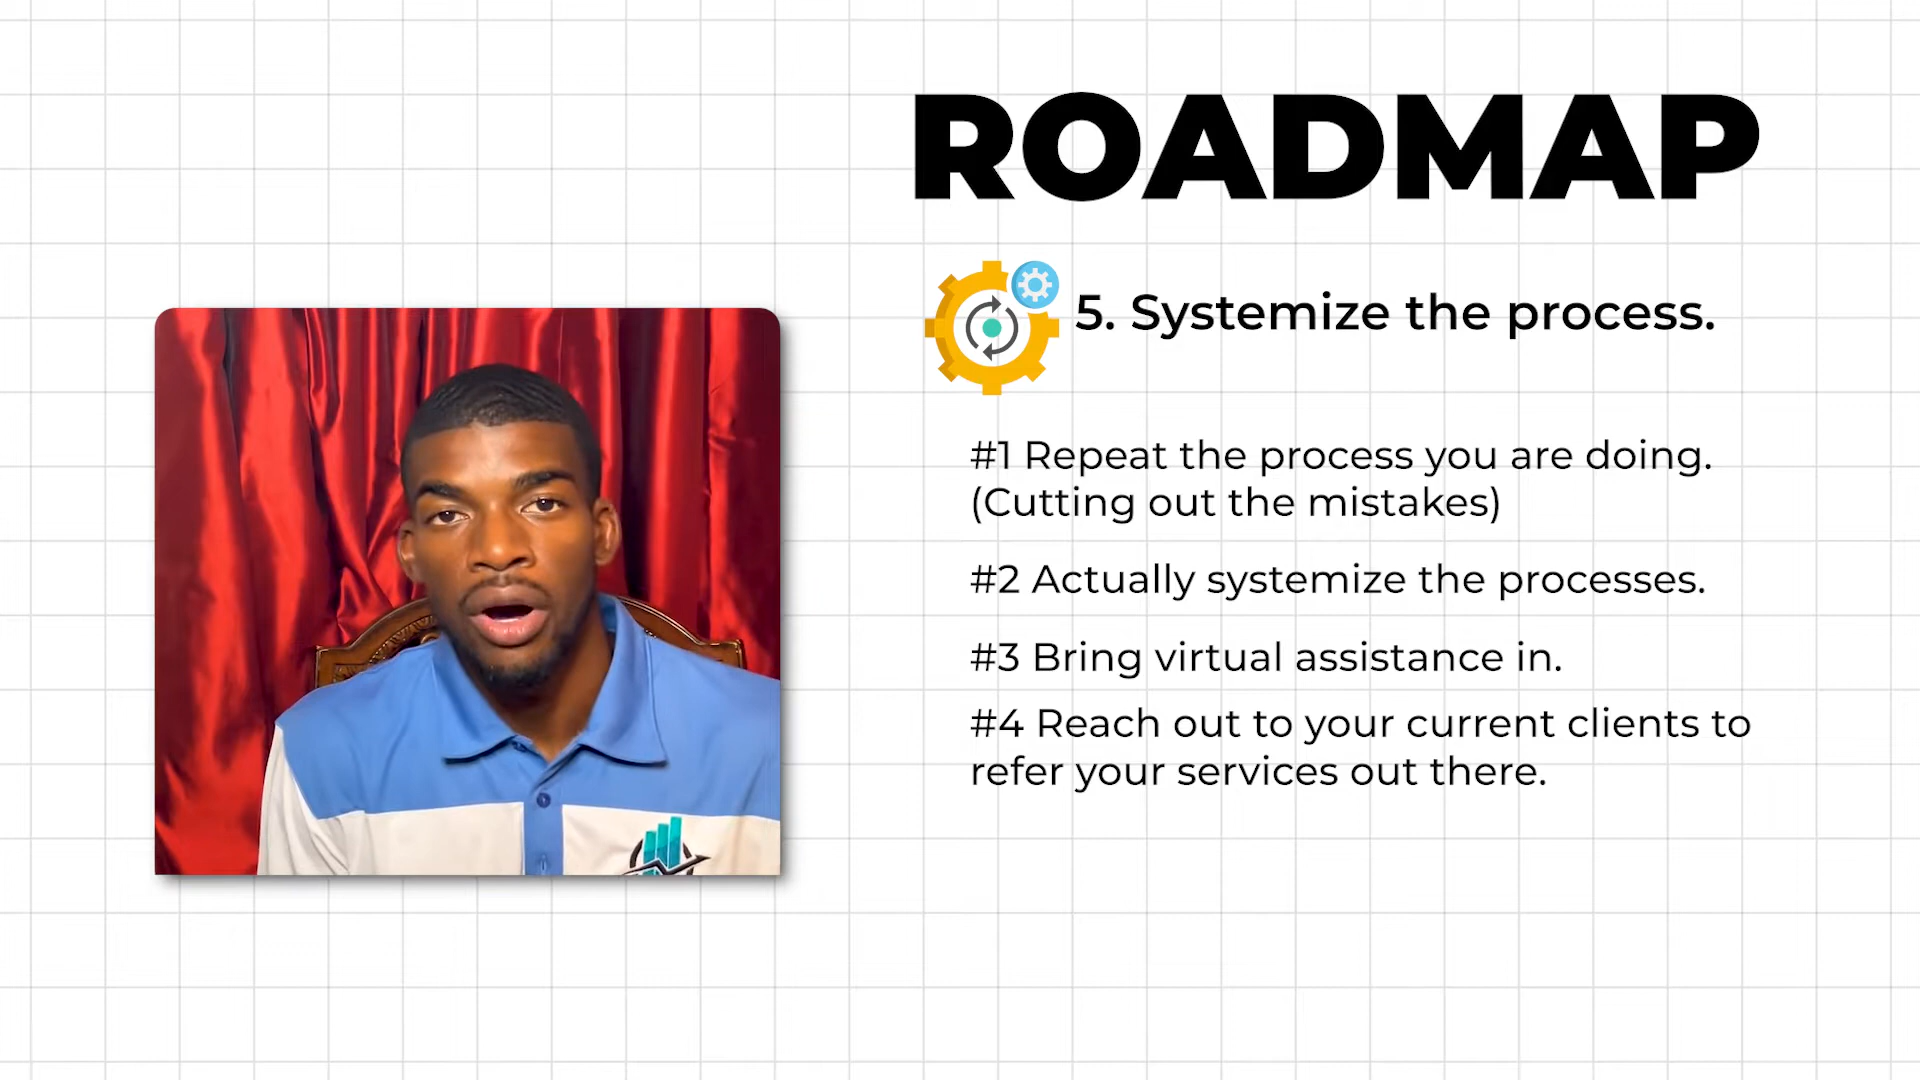 ROADMAP
5. Systemize the process.
#1 Repeat the process you are doing.
(Cutting out the mistakes)
#2 Actually systemize the processes.
#3 Bring virtual assistance in.
#4 Reach out to your current clients to
refer your services out there.